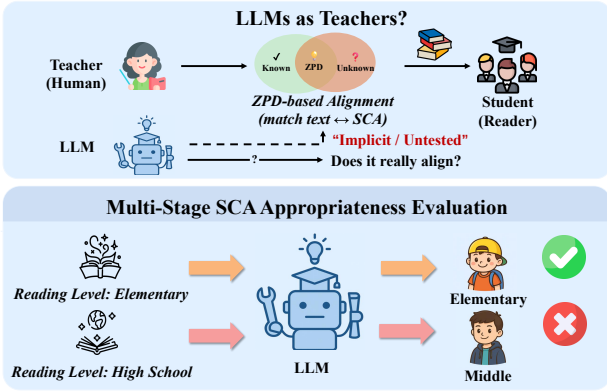 LLMs as Teachers?
Teacher
(Human)
✓
Known
ZPD
?
Unknown
ZPD-based Alignment
(match text ↔ SCA)
Student
(Reader)
LLM
"Implicit / Untested"
?
Does it really align?
Multi-Stage SCA Appropriateness Evaluation
Reading Level: Elementary
Elementary
Reading Level: High School
LLM
Middle